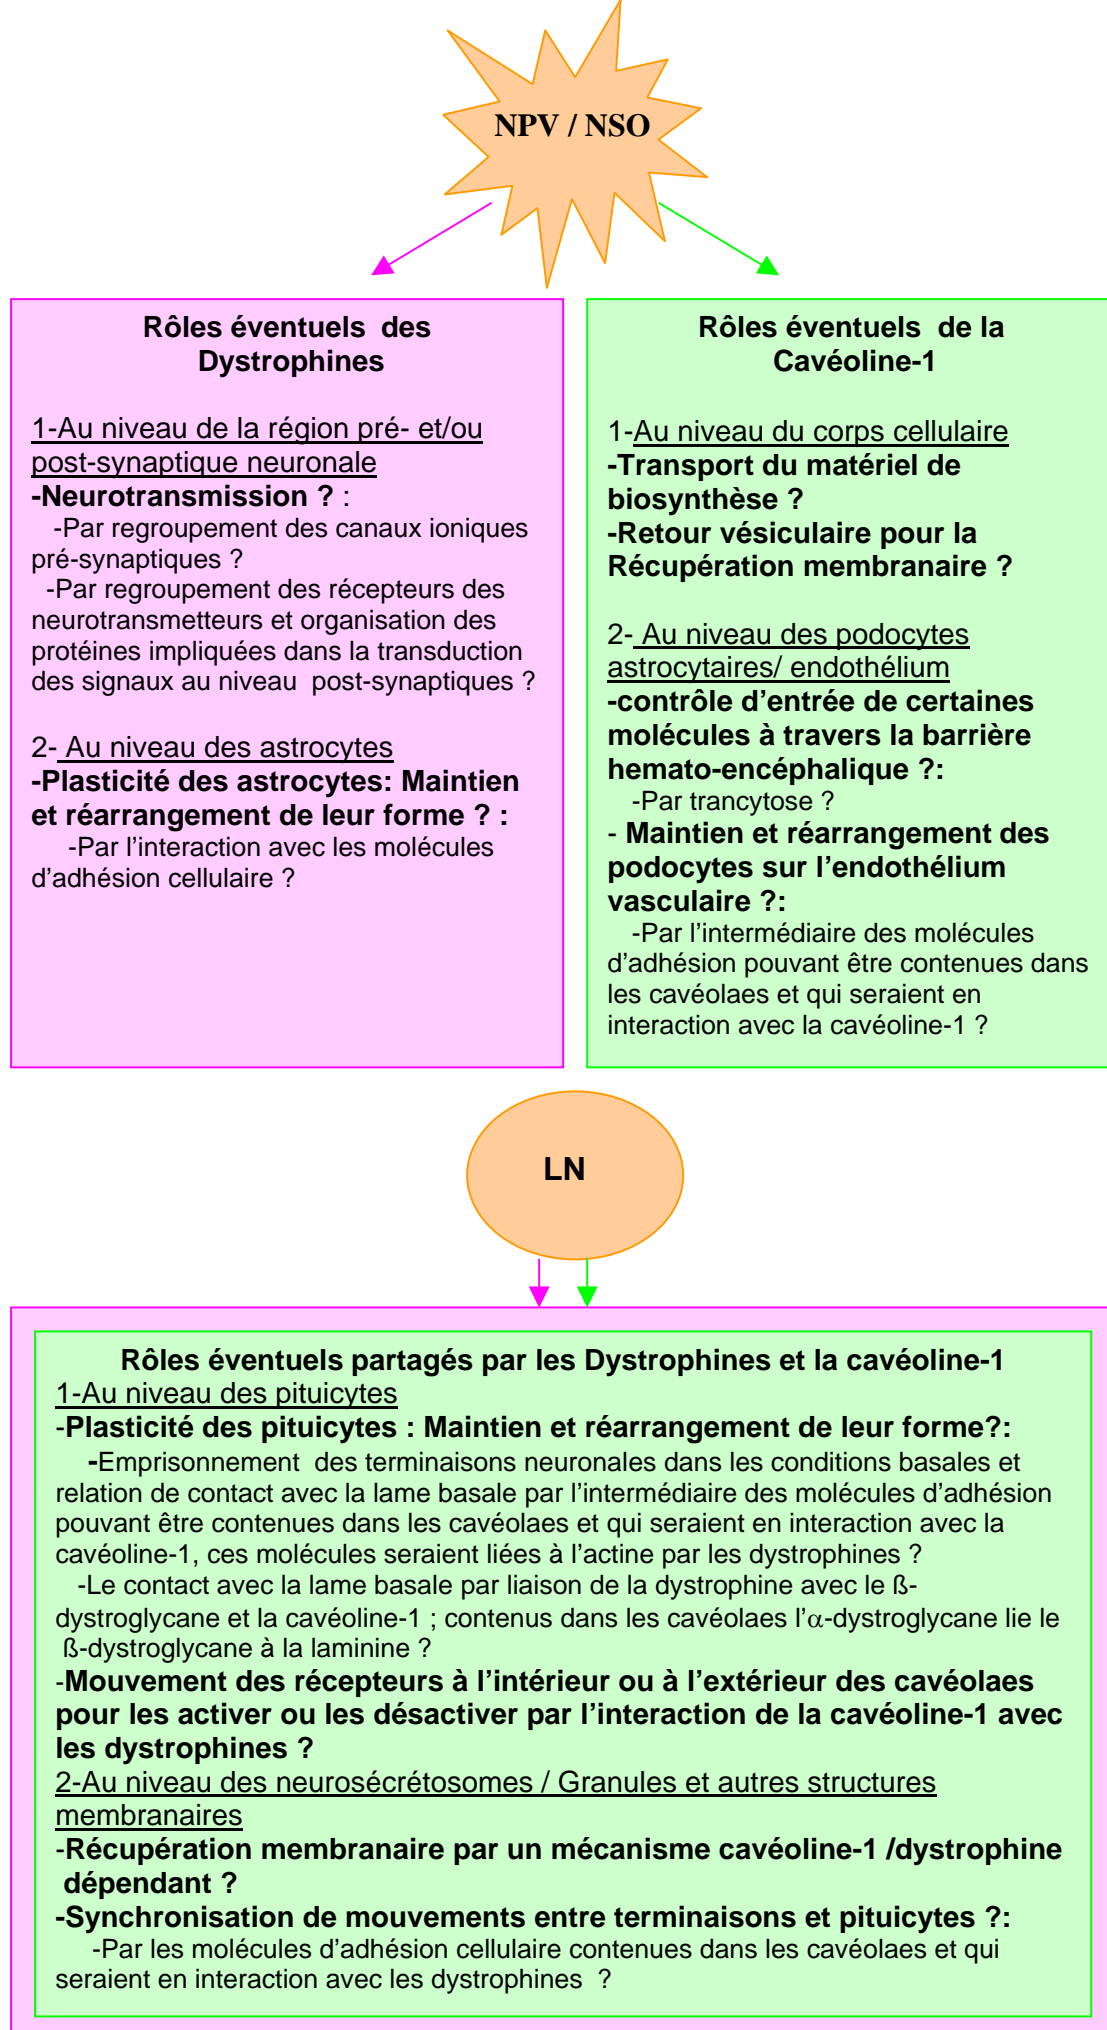 NPV / NSO
Rôles éventuels des
Dystrophines
1-Au niveau de la région pré- et/ou
post-synaptique neuronale
-Neurotransmission ? :
-Par regroupement des canaux ioniques
pré-synaptiques ?
-Par regroupement des récepteurs des
neurotransmetteurs et organisation des
protéines impliquées dans la transduction
des signaux au niveau post-synaptiques ?
2- Au niveau des astrocytes
-Plasticité des astrocytes: Maintien
et réarrangement de leur forme ? :
-Par l’interaction avec les molécules
d’adhésion cellulaire ?
Rôles éventuels de la
Cavéoline-1
1-Au niveau du corps cellulaire
-Transport du matériel de
biosynthèse ?
-Retour vésiculaire pour la
Récupération membranaire ?
2- Au niveau des podocytes
astrocytaires/ endothélium
-contrôle d’entrée de certaines
molécules à travers la barrière
hemato-encéphalique ?:
-Par trancytose ?
- Maintien et réarrangement des
podocytes sur l’endothélium
vasculaire ?:
-Par l’intermédiaire des molécules
d’adhésion pouvant être contenues dans
les cavéolaes et qui seraient en
interaction avec la cavéoline-1 ?
LN
Rôles éventuels partagés par les Dystrophines et la cavéoline-1
1-Au niveau des pituicytes
-Plasticité des pituicytes : Maintien et réarrangement de leur forme?:
-Emprisonnement des terminaisons neuronales dans les conditions basales et
relation de contact avec la lame basale par l’intermédiaire des molécules d’adhésion
pouvant être contenues dans les cavéolaes et qui seraient en interaction avec la
cavéoline-1, ces molécules seraient liées à l’actine par les dystrophines ?
-Le contact avec la lame basale par liaison de la dystrophine avec le ß-
dystroglycane et la cavéoline-1 ; contenus dans les cavéolaes l’α-dystroglycane lie le
ß-dystroglycane à la laminine ?
-Mouvement des récepteurs à l’intérieur ou à l’extérieur des cavéolaes
pour les activer ou les désactiver par l’interaction de la cavéoline-1 avec
les dystrophines ?
2-Au niveau des neurosécrétosomes / Granules et autres structures
membranaires
-Récupération membranaire par un mécanisme cavéoline-1 /dystrophine
dépendant ?
-Synchronisation de mouvements entre terminaisons et pituicytes ?:
-Par les molécules d’adhésion cellulaire contenues dans les cavéolaes et qui
seraient en interaction avec les dystrophines ?